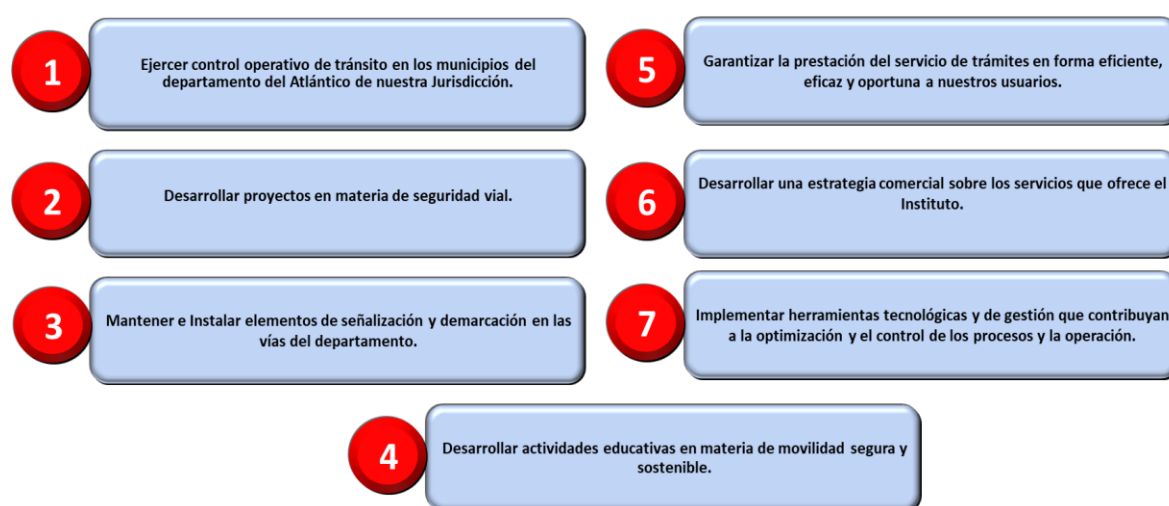 1
Ejercer control operativo de tránsito en los municipios del
departamento del Atlántico de nuestra Jurisdicción.
2
Desarrollar proyectos en materia de seguridad vial.
3
Mantener e Instalar elementos de señalización y demarcación en las
vías del departamento.
4
Desarrollar actividades educativas en materia de movilidad segura y
sostenible.
5
Garantizar la prestación del servicio de trámites en forma eficiente,
eficaz y oportuna a nuestros usuarios.
6
Desarrollar una estrategia comercial sobre los servicios que ofrece el
Instituto.
7
Implementar herramientas tecnológicas y de gestión que contribuyan
a la optimización y el control de los procesos y la operación.